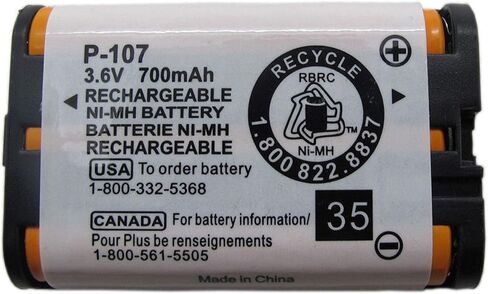 P-107
3.6V 700mAh
RECHARGEABLE
NI-MH BATTERY
BATTERIE NI-MH
RECHARGEABLE
USA To order battery
1-800-332-5368
CANADA For battery information/
Pour Plus be renseignements
1-800-561-5505
RECYCLE
RBRC
TM
Ni-MH
1.800.822.8837
35
+
-
Made in China